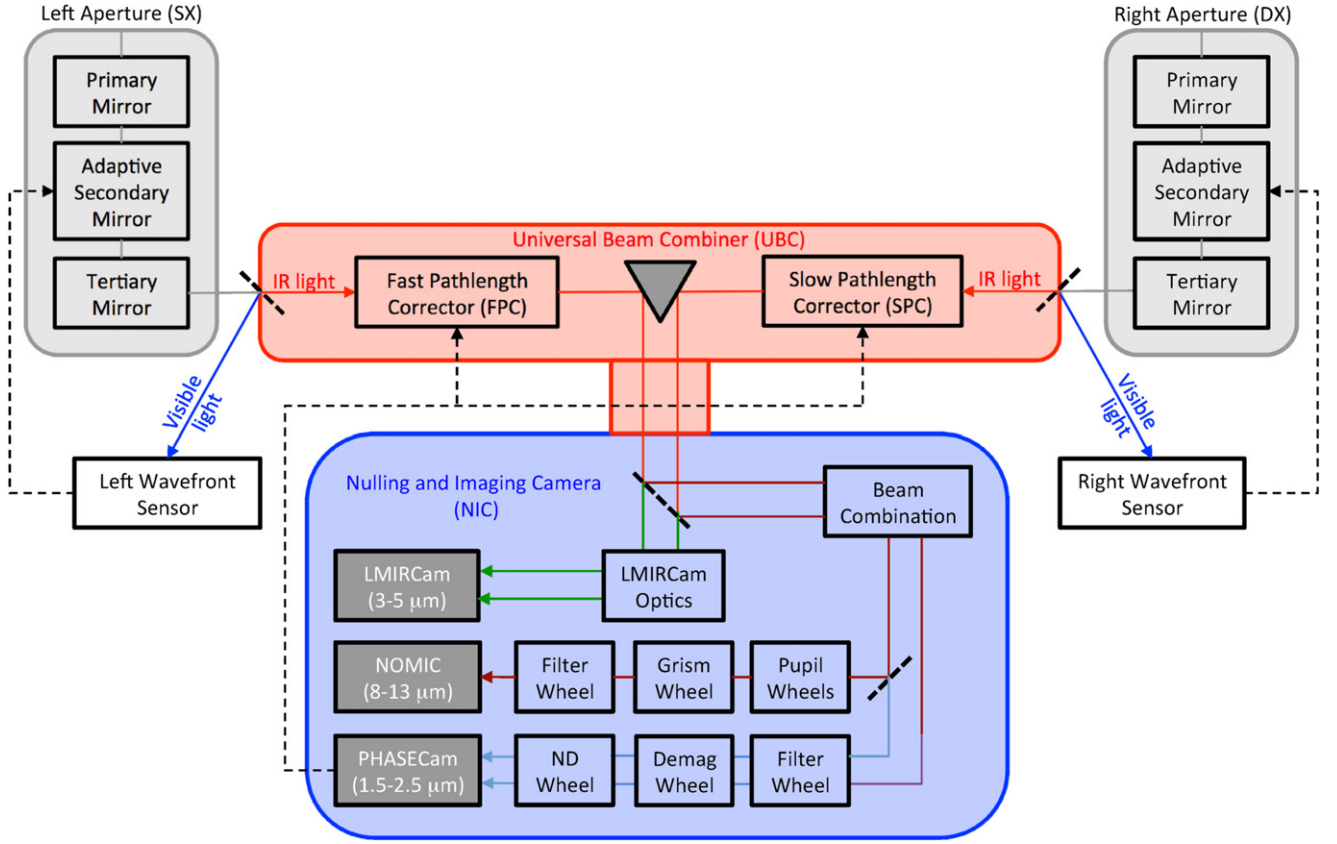 Left Aperture (SX)
Right Aperture (DX)
Primary
Mirror
Adaptive
Secondary
Mirror
Tertiary
Mirror
Primary
Mirror
Adaptive
Secondary
Mirror
Tertiary
Mirror
Universal Beam Combiner (UBC)
IR light
Fast Pathlength
Corrector (FPC)
Slow Pathlength
Corrector (SPC)
IR light
Visible
light
Visible
light
Left Wavefront
Sensor
Right Wavefront
Sensor
Nulling and Imaging Camera
(NIC)
Beam
Combination
LMIRCam
(3-5 μm)
LMIRCam
Optics
NOMIC
(8-13 μm)
Filter
Wheel
Grism
Wheel
Pupil
Wheels
PHASECam
(1.5-2.5 μm)
ND
Wheel
Demag
Wheel
Filter
Wheel